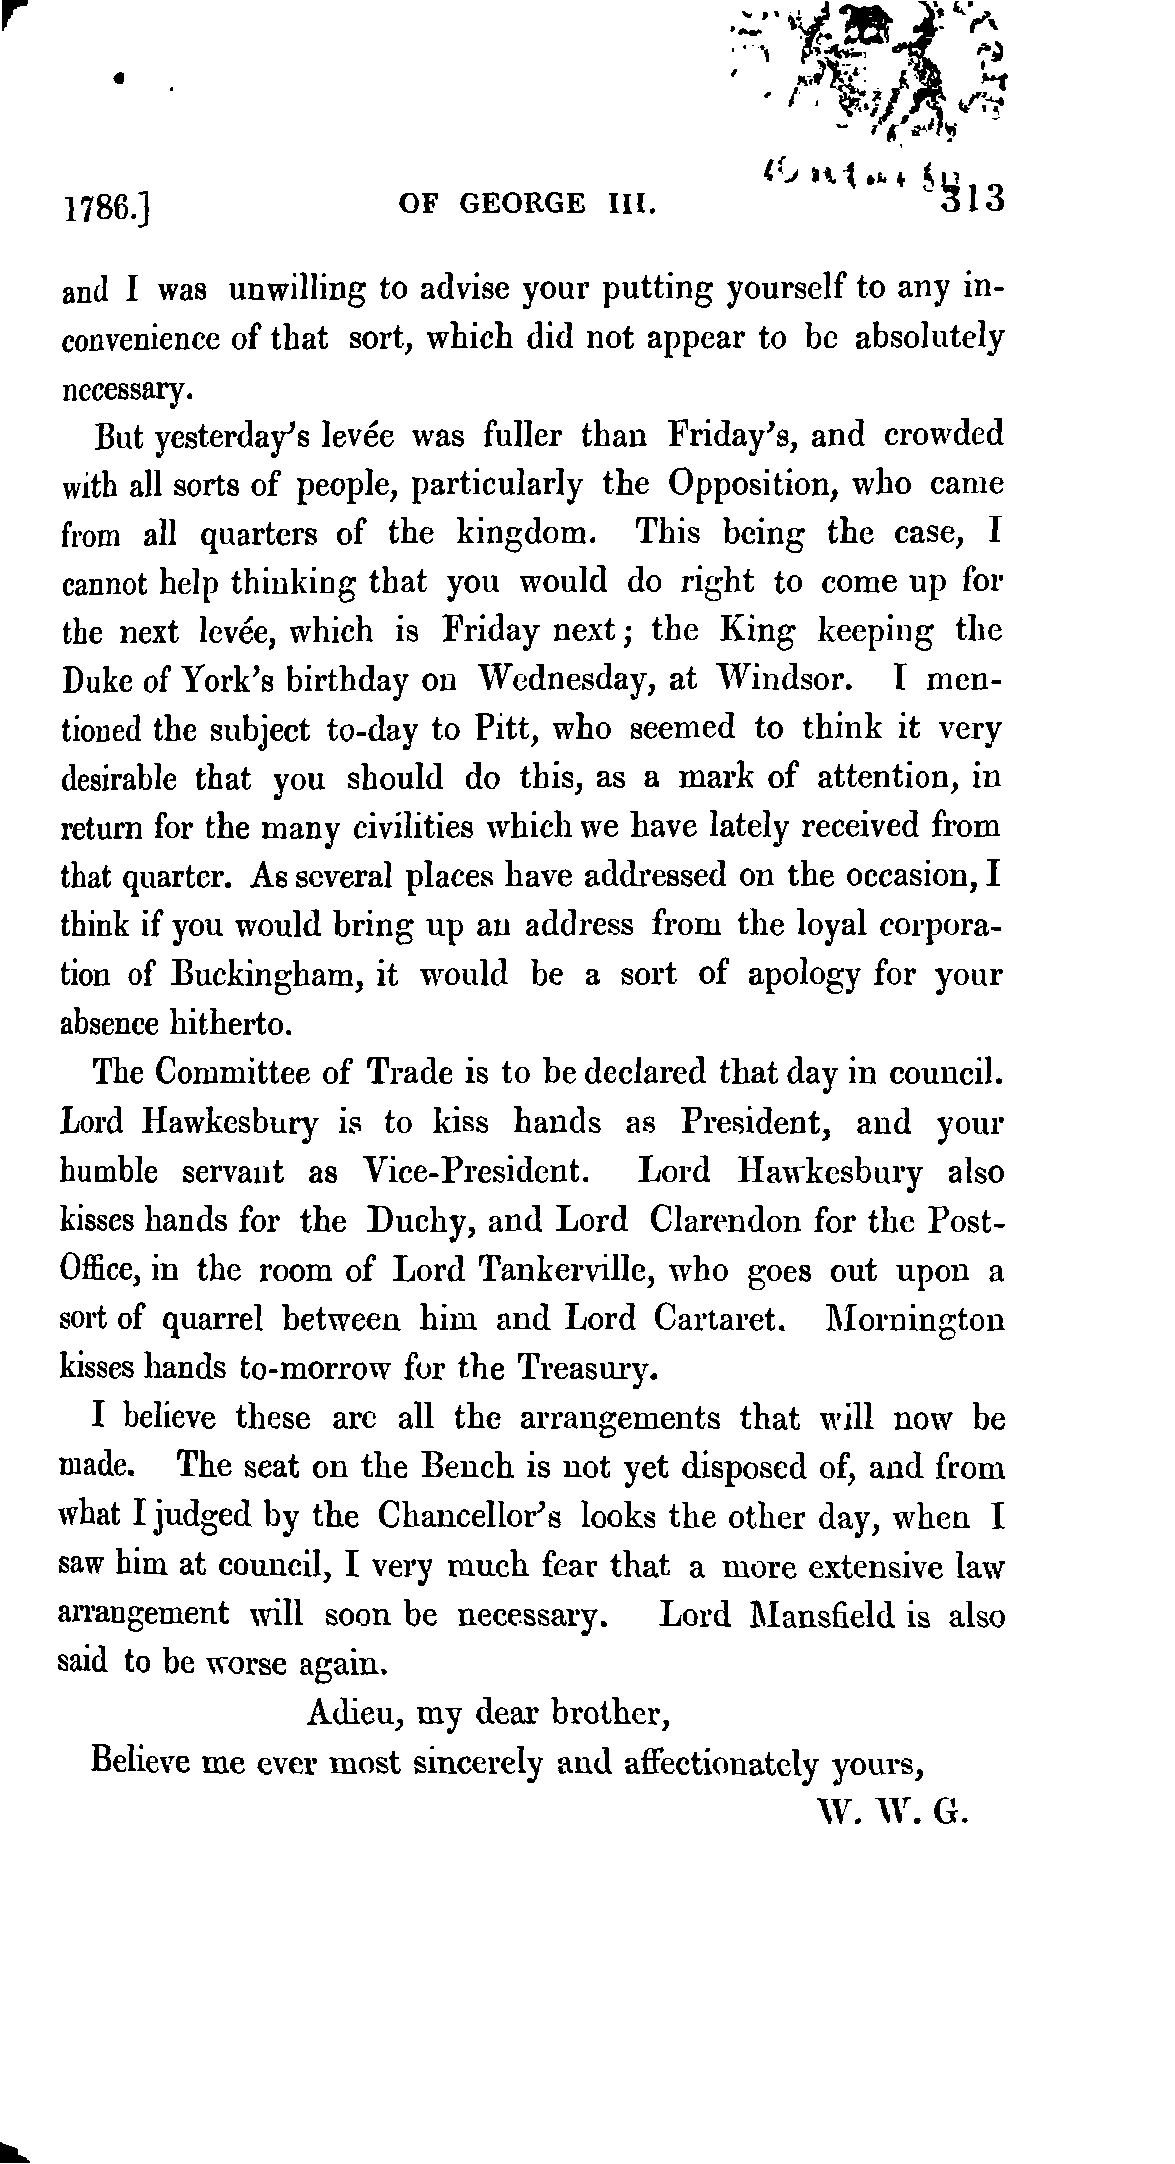 1786.] OF GEORGE III. 313
and I was unwilling to advise your putting yourself to any in-
convenience of that sort, which did not appear to be absolutely
necessary.
But yesterday's levée was fuller than Friday's, and crowded
with all sorts of people, particularly the Opposition, who came
from all quarters of the kingdom. This being the case, I
cannot help thinking that you would do right to come up for
the next levée, which is Friday next; the King keeping the
Duke of York's birthday on Wednesday, at Windsor. I men-
tioned the subject to-day to Pitt, who seemed to think it very
desirable that you should do this, as a mark of attention, in
return for the many civilities which we have lately received from
that quarter. As several places have addressed on the occasion, I
think if you would bring up an address from the loyal corpora-
tion of Buckingham, it would be a sort of apology for your
absence hitherto.
The Committee of Trade is to be declared that day in council.
Lord Hawkesbury is to kiss hands as President, and your
humble servant as Vice-President. Lord Hawkesbury also
kisses hands for the Duchy, and Lord Clarendon for the Post-
Office, in the room of Lord Tankerville, who goes out upon a
sort of quarrel between him and Lord Cartaret. Mornington
kisses hands to-morrow for the Treasury.
I believe these are all the arrangements that will now be
made. The seat on the Bench is not yet disposed of, and from
what I judged by the Chancellor's looks the other day, when I
saw him at council, I very much fear that a more extensive law
arrangement will soon be necessary. Lord Mansfield is also
said to be worse again.
Adieu, my dear brother,
Believe me ever most sincerely and affectionately yours,
W. W. G.